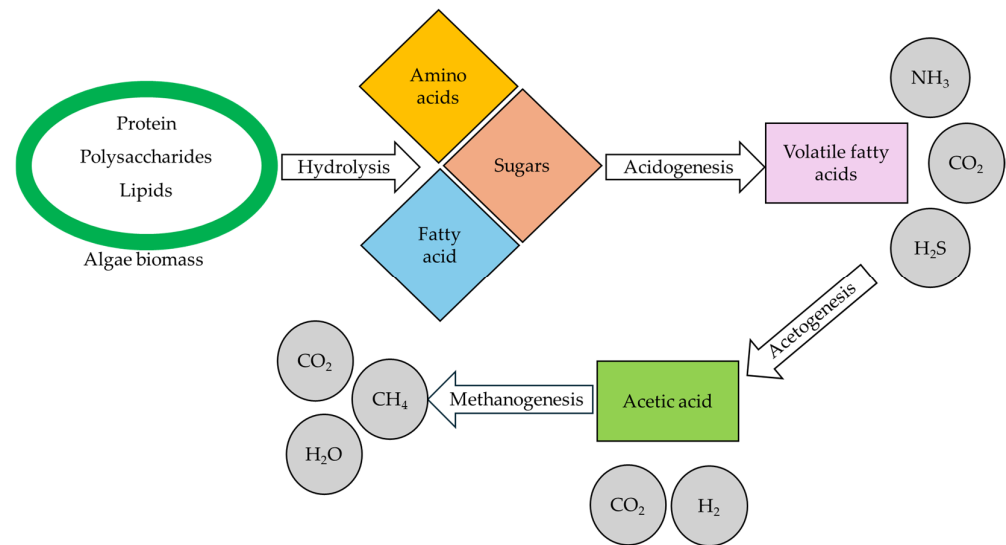 Protein
Polysaccharides
Lipids
Algae biomass
Hydrolysis
Amino
acids
Sugars
Fatty
acid
Acidogenesis
Volatile fatty
acids
NH₃
CO₂
H₂S
Acetogenesis
Acetic acid
CO₂
H₂
Methanogenesis
CO₂
CH₄
H₂O